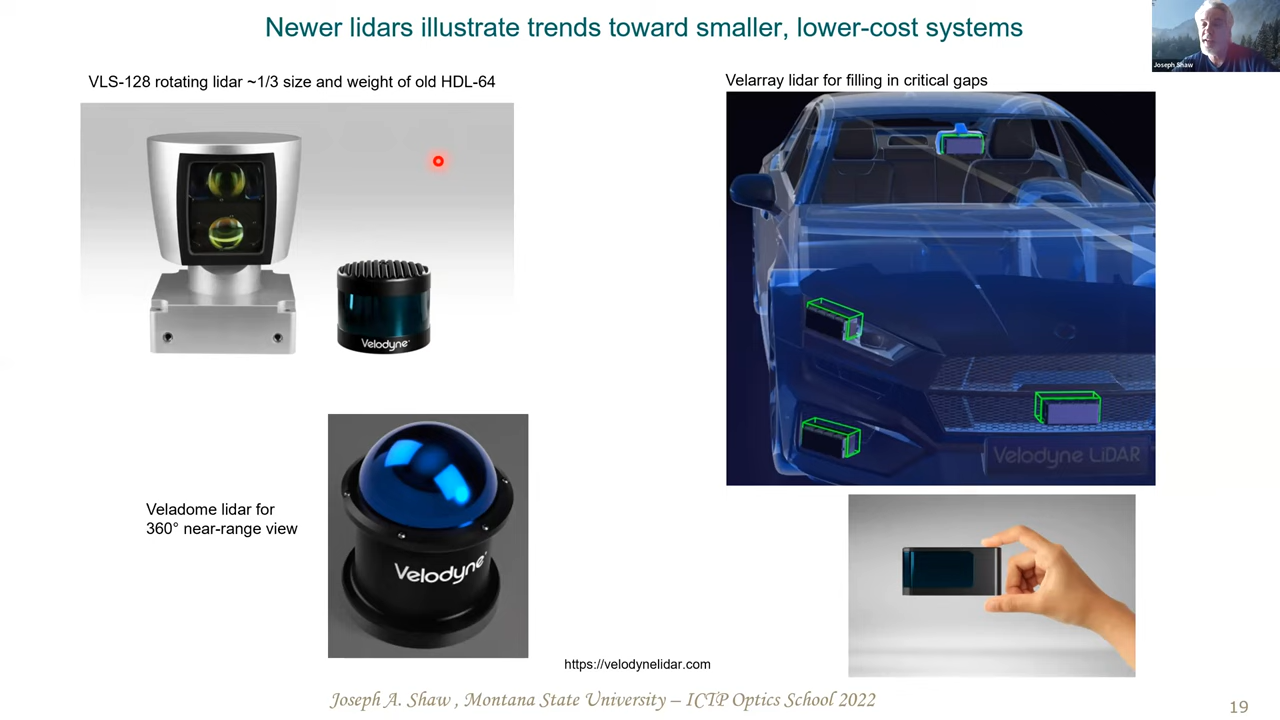 Newer lidars illustrate trends toward smaller, lower-cost systems
Joseph Shaw
VLS-128 rotating lidar ~1/3 size and weight of old HDL-64
Velarray lidar for filling in critical gaps
Velodyne
Velodyne LiDAR
Veladome lidar for
360° near-range view
Velodyne
https://velodynelidar.com
Joseph A. Shaw , Montana State University – ICTP Optics School 2022
19